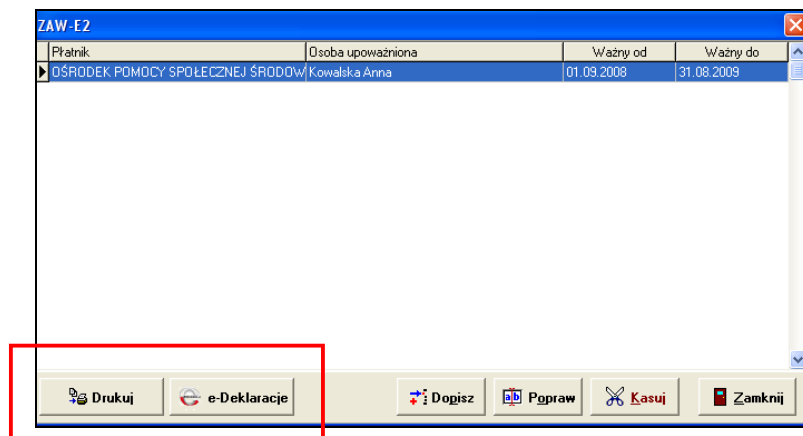 ZAW-E2
Płatnik Osoba upoważniona Ważny od Ważny do
OŚRODEK POMOCY SPOŁECZNEJ ŚRODOW Kowalska Anna 01.09.2008 31.08.2009
Drukuj e-Deklaracje Dopisz Popraw Kasuj Zamknij